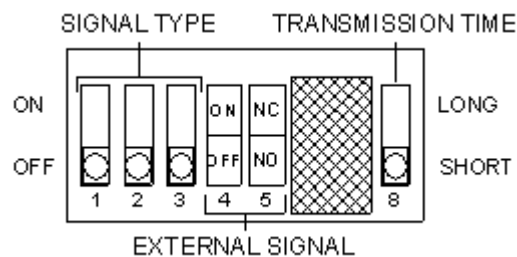 SIGNAL TYPE TRANSMISSION TIME
ON ON NC LONG
OFF OFF NO SHORT
1 2 3 4 5 8
EXTERNAL SIGNAL